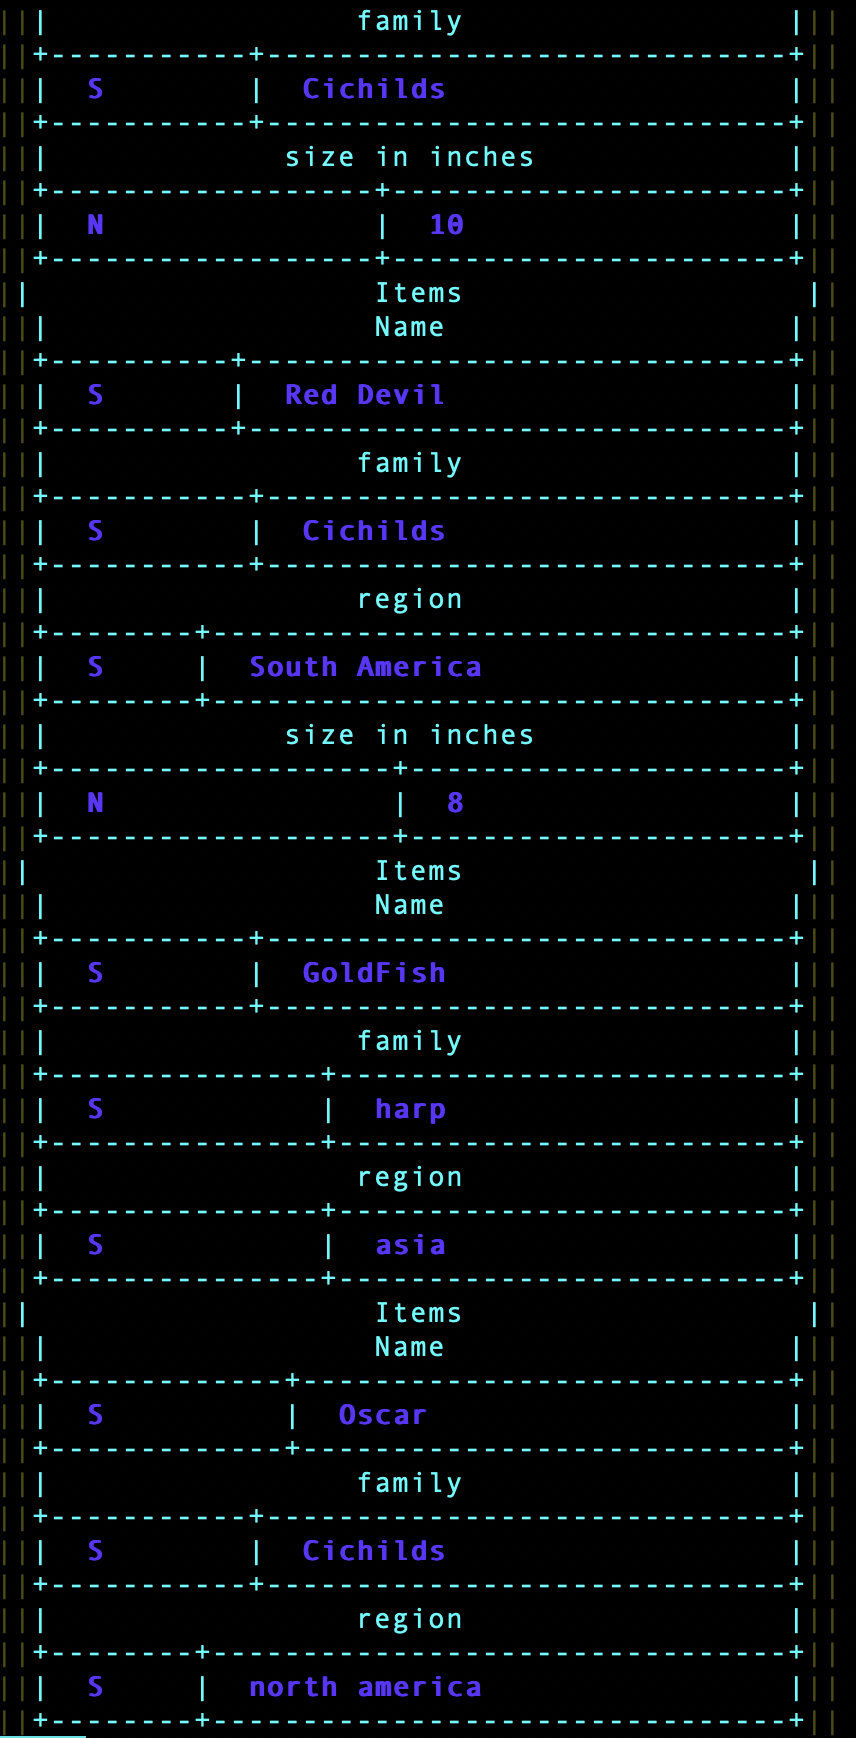 family
S | Cichilds
size in inches
N | 10
Items
Name
S | Red Devil
family
S | Cichilds
region
S | South America
size in inches
N | 8
Items
Name
S | GoldFish
family
S | harp
region
S | asia
Items
Name
S | Oscar
family
S | Cichilds
region
S | north america